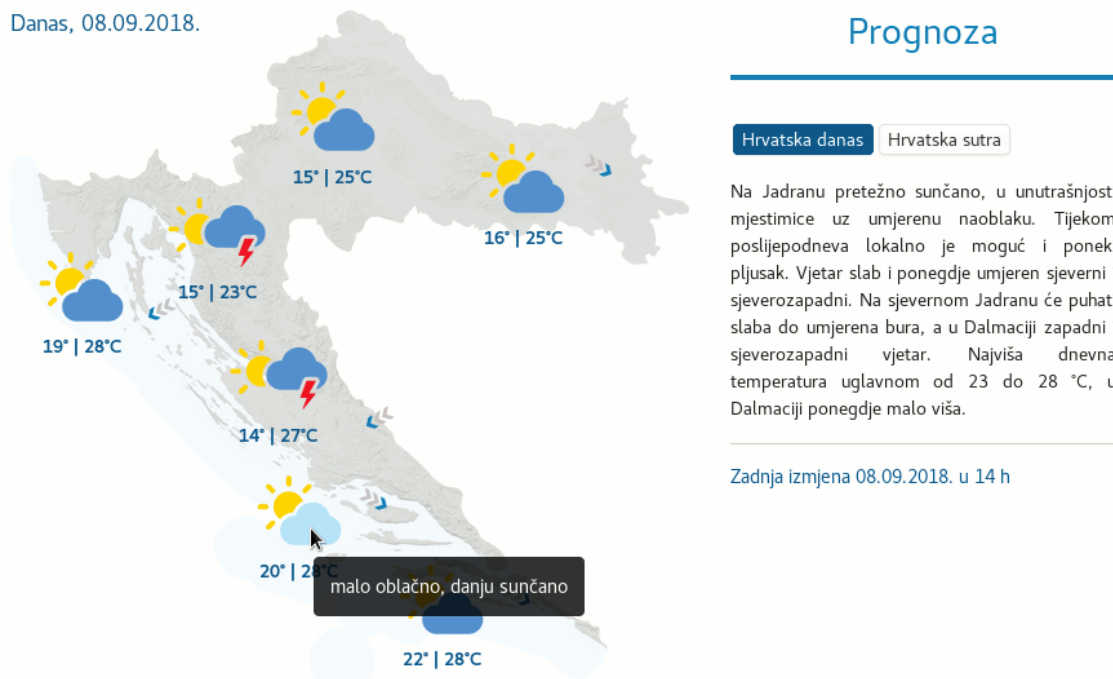 Danas, 08.09.2018.
15° | 25°C
16° | 25°C
15° | 23°C
19° | 28°C
14° | 27°C
20° | 28°C
malo oblačno, danju sunčano
22° | 28°C
Prognoza
Hrvatska danas Hrvatska sutra
Na Jadranu pretežno sunčano, u unutrašnjost
mjestimice uz umjerenu naoblaku. Tijekom
poslijepodneva lokalno je moguć i ponek
pljusak. Vjetar slab i ponegdje umjeren sjeverni i
sjeverozapadni. Na sjevernom Jadranu će puhat
slaba do umjerena bura, a u Dalmaciji zapadni i
sjeverozapadni vjetar. Najviša dnevna
temperatura uglavnom od 23 do 28 °C, u
Dalmaciji ponegdje malo viša.
Zadnja izmjena 08.09.2018. u 14 h